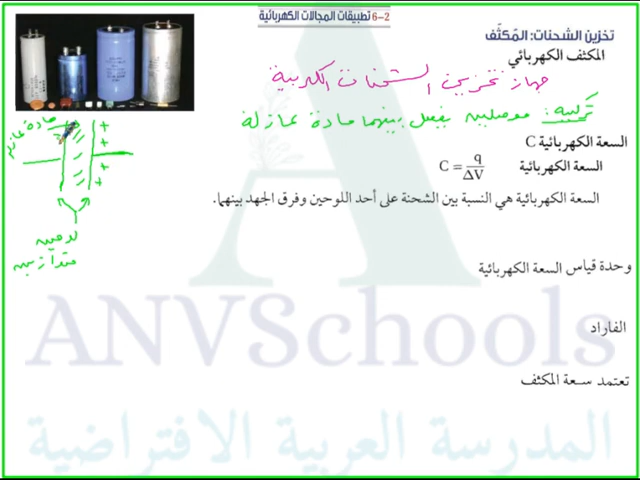 6-2 تطبيقات المجالات الكهربائية
تخزين الشحنات: المُكثّف
المكثف الكهربائي
جهاز تخزين الشحنات الكهربية
تركيبه: موصلين يفصل بينهما مادة عازلة
السعة الكهربائية C
السعة الكهربائية C = q/ΔV
السعة الكهربائية هي النسبة بين الشحنة على أحد اللوحين وفرق الجهد بينهما.
مادة عازلة
لوحين
متوازيين
وحدة قياس السعة الكهربائية
الفاراد
تعتمد سعة المكثف
ANVSchools
المدرسة العربية الافتراضية